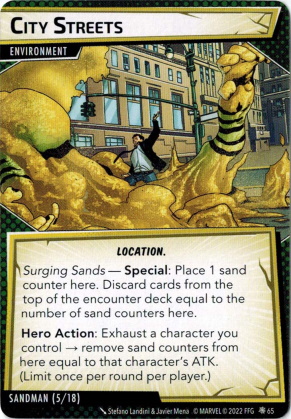 CITY STREETS
ENVIRONMENT
LOCATION.
Surging Sands — Special: Place 1 sand
counter here. Discard cards from the
top of the encounter deck equal to the
number of sand counters here.
Hero Action: Exhaust a character you
control → remove sand counters from
here equal to that character's ATK.
(Limit once per round per player.)
SANDMAN (5/18)
Stefano Landini & Javier Mena © MARVEL © 2022 FFG 65